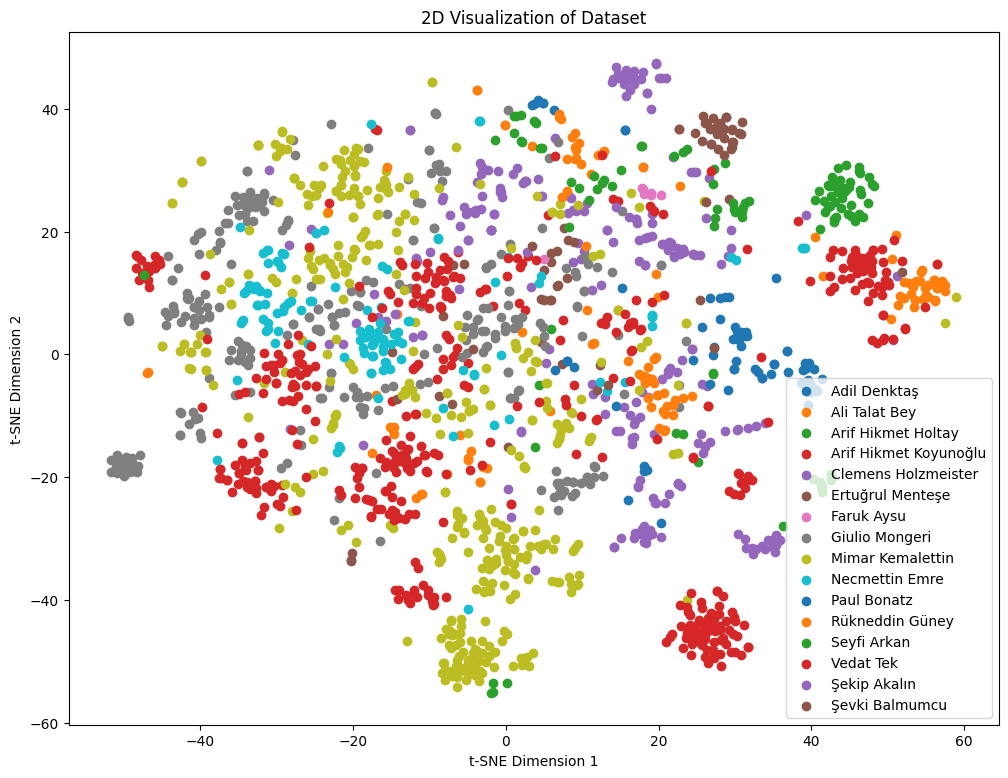 2D Visualization of Dataset
t-SNE Dimension 2
40
20
0
−20
−40
−60
−40
−20
0
20
40
60
t-SNE Dimension 1
Adil Denktaş
Ali Talat Bey
Arif Hikmet Holtay
Arif Hikmet Koyunoğlu
Clemens Holzmeister
Ertuğrul Menteşe
Faruk Aysu
Giulio Mongeri
Mimar Kemalettin
Necmettin Emre
Paul Bonatz
Rükneddin Güney
Seyfi Arkan
Vedat Tek
Şekip Akalın
Şevki Balmumcu